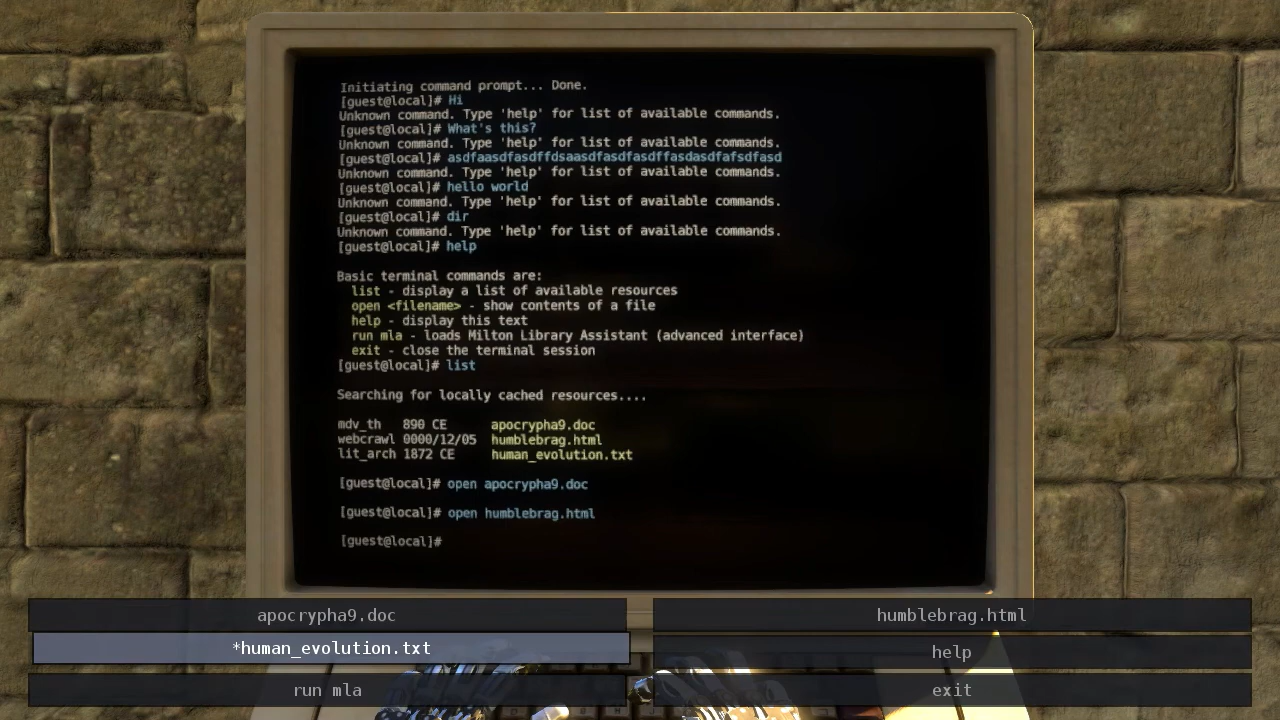 Initiating command prompt... Done.
[guest@local]# Hi
Unknown command. Type 'help' for list of available commands.
[guest@local]# What's this?
Unknown command. Type 'help' for list of available commands.
[guest@local]# asdfaasdfasdffdsaasdfasdfasdffasdasdfafsdfasd
Unknown command. Type 'help' for list of available commands.
[guest@local]# hello world
Unknown command. Type 'help' for list of available commands.
[guest@local]# dir
Unknown command. Type 'help' for list of available commands.
[guest@local]# help
Basic terminal commands are:
list - display a list of available resources
open <filename> - show contents of a file
help - display this text
run mla - loads Milton Library Assistant (advanced interface)
exit - close the terminal session
[guest@local]# list
Searching for locally cached resources....
mdv_th 890 CE apocrypha9.doc
webcrawl 0000/12/05 humblebrag.html
lit_arch 1872 CE human_evolution.txt
[guest@local]# open apocrypha9.doc
[guest@local]# open humblebrag.html
[guest@local]#
apocrypha9.doc humblebrag.html
*human_evolution.txt help
run mla exit